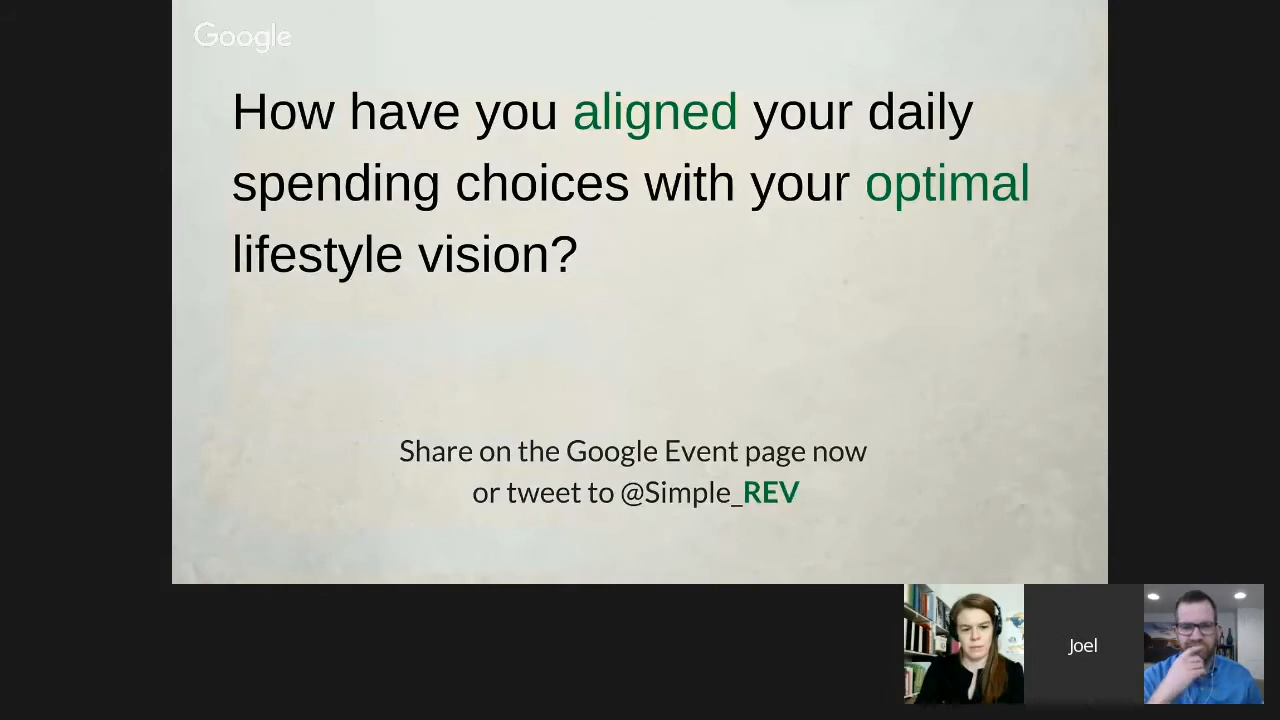 Google
How have you aligned your daily
spending choices with your optimal
lifestyle vision?
Share on the Google Event page now
or tweet to @Simple_REV
Joel